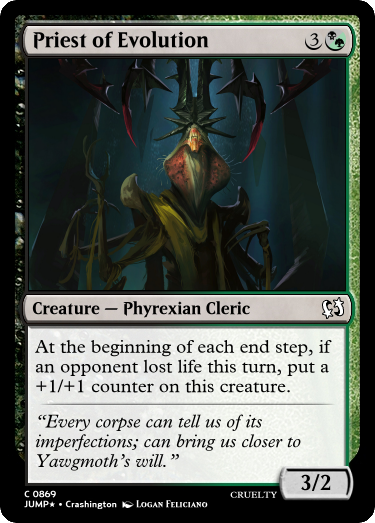 Priest of Evolution 3
Creature — Phyrexian Cleric
At the beginning of each end step, if
an opponent lost life this turn, put a
+1/+1 counter on this creature.
“Every corpse can tell us of its
imperfections; can bring us closer to
Yawgmoth’s will.”
3/2
C 0869
JUMP★ • Crashington LOGAN FELICIANO
CRUELTY